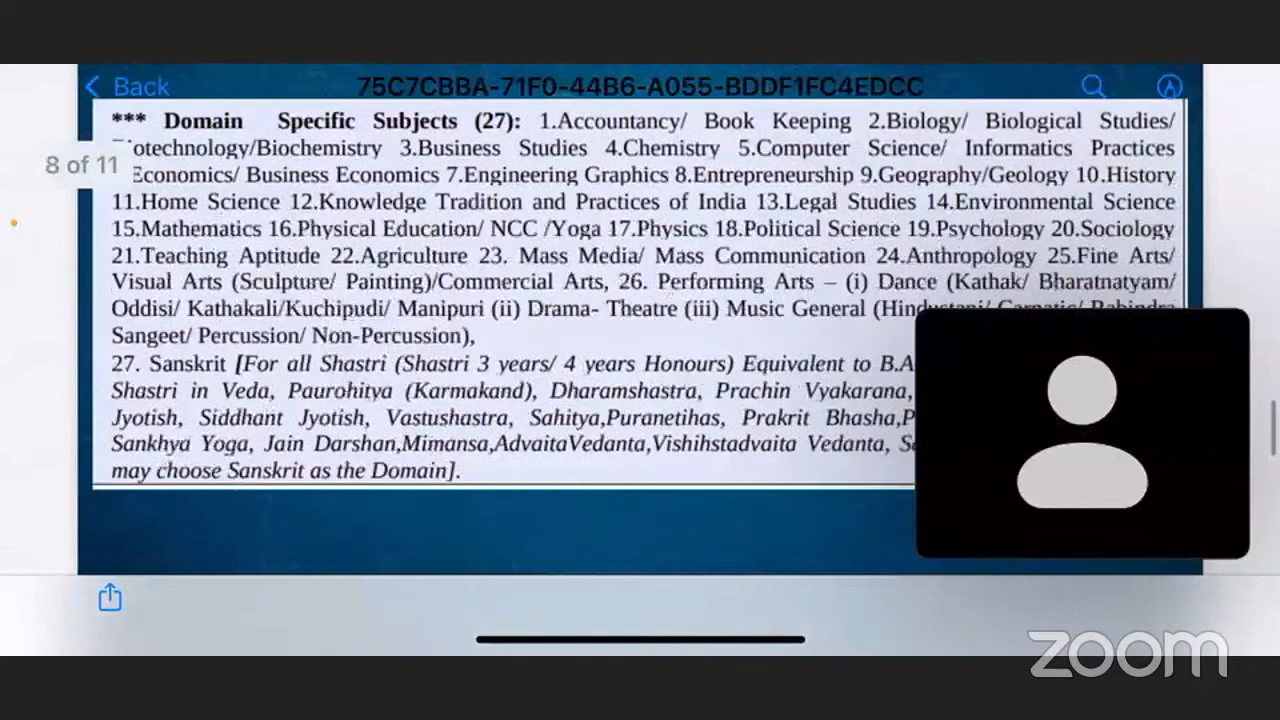 Back
75C7CBBA-71F0-44B6-A055-BDDF1FC4EDCC
*** Domain Specific Subjects (27): 1.Accountancy/ Book Keeping 2.Biology/ Biological Studies/
otechnology/Biochemistry 3.Business Studies 4.Chemistry 5.Computer Science/ Informatics Practices
8 of 11
Economics/ Business Economics 7.Engineering Graphics 8.Entrepreneurship 9.Geography/Geology 10.History
11.Home Science 12.Knowledge Tradition and Practices of India 13.Legal Studies 14.Environmental Science
15.Mathematics 16.Physical Education/ NCC /Yoga 17.Physics 18.Political Science 19.Psychology 20.Sociology
21.Teaching Aptitude 22.Agriculture 23. Mass Media/ Mass Communication 24.Anthropology 25.Fine Arts/
Visual Arts (Sculpture/ Painting)/Commercial Arts, 26. Performing Arts – (i) Dance (Kathak/ Bharatnatyam/
Oddisi/ Kathakali/Kuchipudi/ Manipuri (ii) Drama- Theatre (iii) Music General (Hindustani/ Carnatic/ Rabindra
Sangeet/ Percussion/ Non-Percussion),
27. Sanskrit [For all Shastri (Shastri 3 years/ 4 years Honours) Equivalent to B.A
Shastri in Veda, Paurohitya (Karmakand), Dharamshastra, Prachin Vyakarana,
Jyotish, Siddhant Jyotish, Vastushastra, Sahitya,Puranetihas, Prakrit Bhasha,P
Sankhya Yoga, Jain Darshan,Mimansa,AdvaitaVedanta,Vishihstadvaita Vedanta,
may choose Sanskrit as the Domain].
zoom